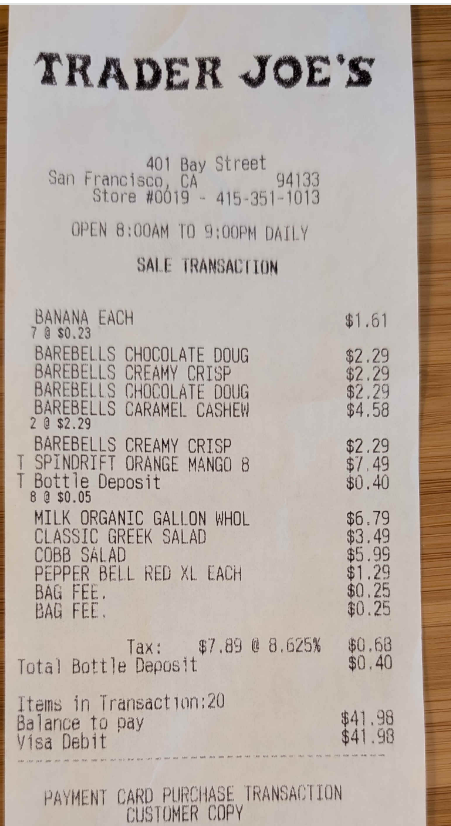 TRADER JOE'S
401 Bay Street
San Francisco, CA 94133
Store #0019 - 415-351-1013
OPEN 8:00AM TO 9:00PM DAILY
SALE TRANSACTION
BANANA EACH $1.61
7 @ $0.23
BAREBELLS CHOCOLATE DOUG $2.29
BAREBELLS CREAMY CRISP $2.29
BAREBELLS CHOCOLATE DOUG $2.29
BAREBELLS CARAMEL CASHEW $4.58
2 @ $2.29
BAREBELLS CREAMY CRISP $2.29
T SPINDRIFT ORANGE MANGO 8 $7.49
T Bottle Deposit $0.40
8 @ $0.05
MILK ORGANIC GALLON WHOL $6.79
CLASSIC GREEK SALAD $3.49
COBB SALAD $5.99
PEPPER BELL RED XL EACH $1.29
BAG FEE. $0.25
BAG FEE. $0.25
Tax: $7.89 @ 8.625% $0.68
Total Bottle Deposit $0.40
Items in Transaction:20
Balance to pay $41.98
Visa Debit $41.98
PAYMENT CARD PURCHASE TRANSACTION
CUSTOMER COPY